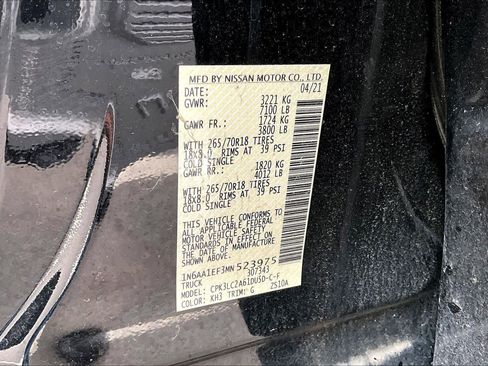 MFD BY NISSAN MOTOR CO., LTD.
DATE: 04/21
GVWR: 3221 KG
7100 LB
GAWR FR.: 1724 KG
3800 LB
WITH 265/70R18 TIRES
18X8.0 RIMS AT 39 PSI
COLD SINGLE
GAWR RR.: 1820 KG
4012 LB
WITH 265/70R18 TIRES
18X8.0 RIMS AT 39 PSI
COLD SINGLE
THIS VEHICLE CONFORMS TO
ALL APPLICABLE FEDERAL
MOTOR VEHICLE SAFETY
STANDARDS IN EFFECT ON
THE DATE OF MANUFACTURE
SHOWN ABOVE.
1N6AA1EF3MN523975
TRUCK 307343
MODEL: CPK3LC2A61DU5D-C-F
COLOR: KH3 TRIM: G ZS10A